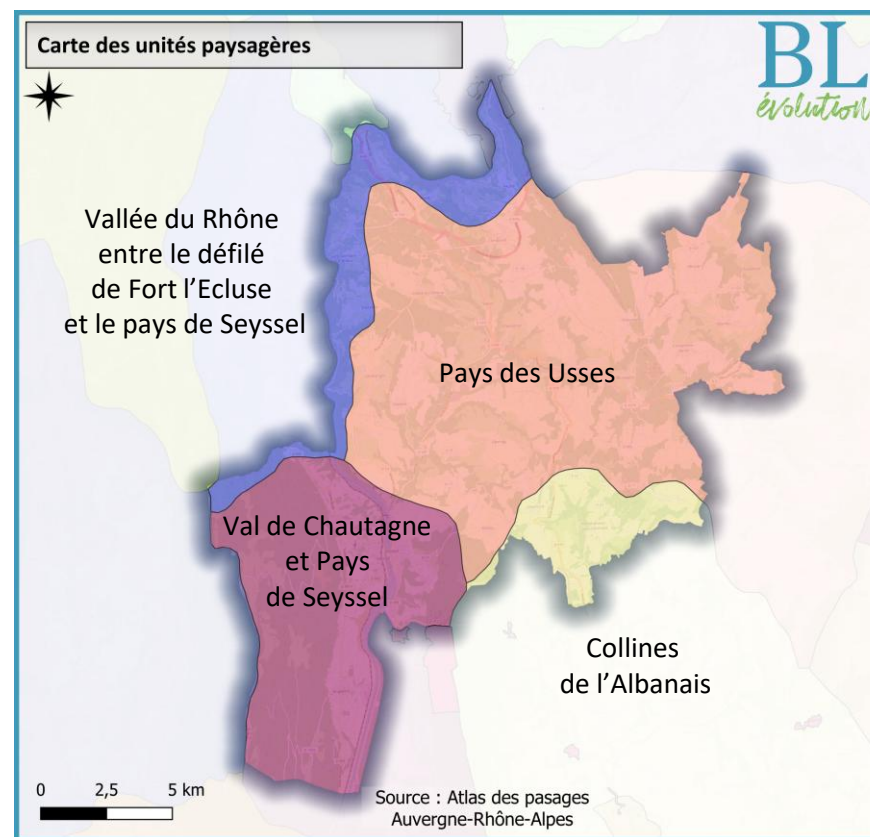 Carte des unités paysagères
BL
évolution
Vallée du Rhône
entre le défilé
de Fort l'Ecluse
et le pays de Seyssel
Pays des Usses
Val de Chautagne
et Pays
de Seyssel
Collines
de l'Albanais
0 2,5 5 km
Source : Atlas des pasages
Auvergne-Rhône-Alpes